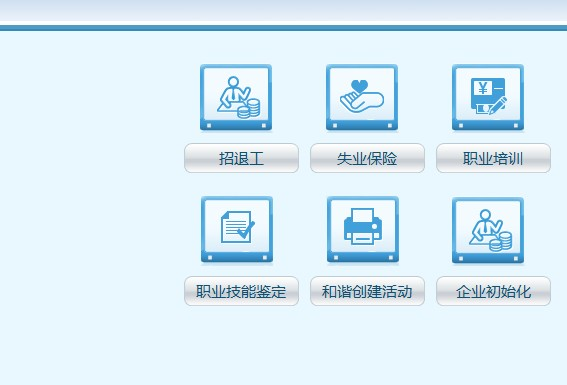 招退工
失业保险
职业培训
职业技能鉴定
和谐创建活动
企业初始化